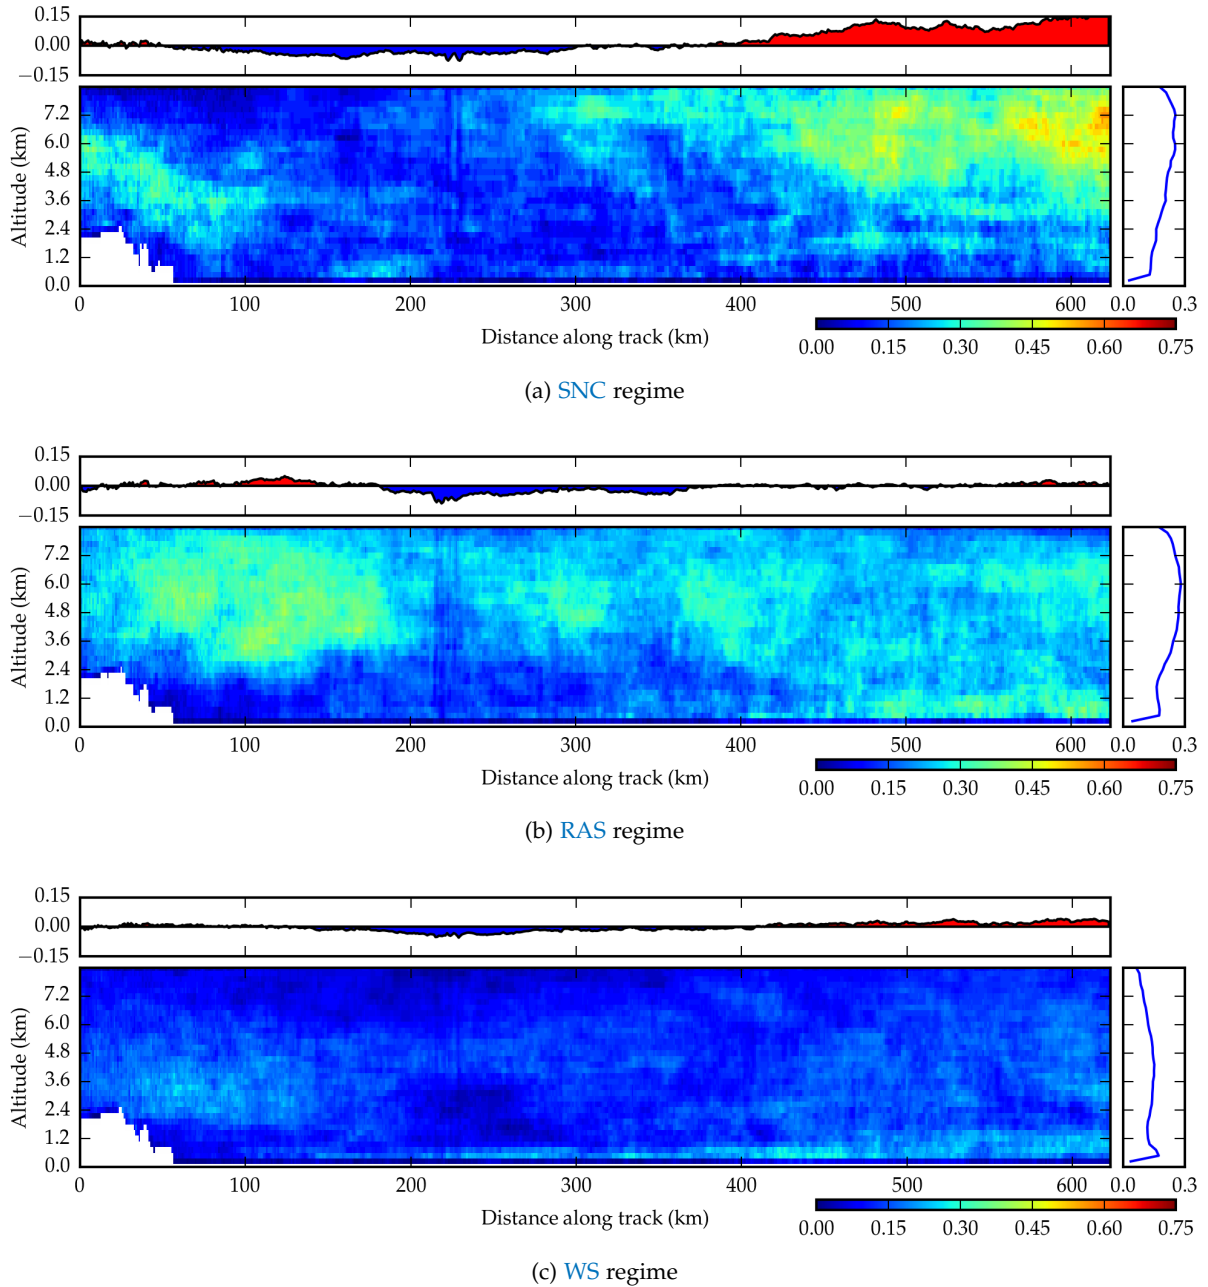 0.15
0.00
−0.15
7.2
6.0
4.8
3.6
2.4
1.2
0.0
Altitude (km)
0 100 200 300 400 500 600 0.0 0.3
Distance along track (km)
0.00 0.15 0.30 0.45 0.60 0.75
(a) SNC regime
0.15
0.00
−0.15
7.2
6.0
4.8
3.6
2.4
1.2
0.0
Altitude (km)
0 100 200 300 400 500 600 0.0 0.3
Distance along track (km)
0.00 0.15 0.30 0.45 0.60 0.75
(b) RAS regime
0.15
0.00
−0.15
7.2
6.0
4.8
3.6
2.4
1.2
0.0
Altitude (km)
0 100 200 300 400 500 600 0.0 0.3
Distance along track (km)
0.00 0.15 0.30 0.45 0.60 0.75
(c) WS regime